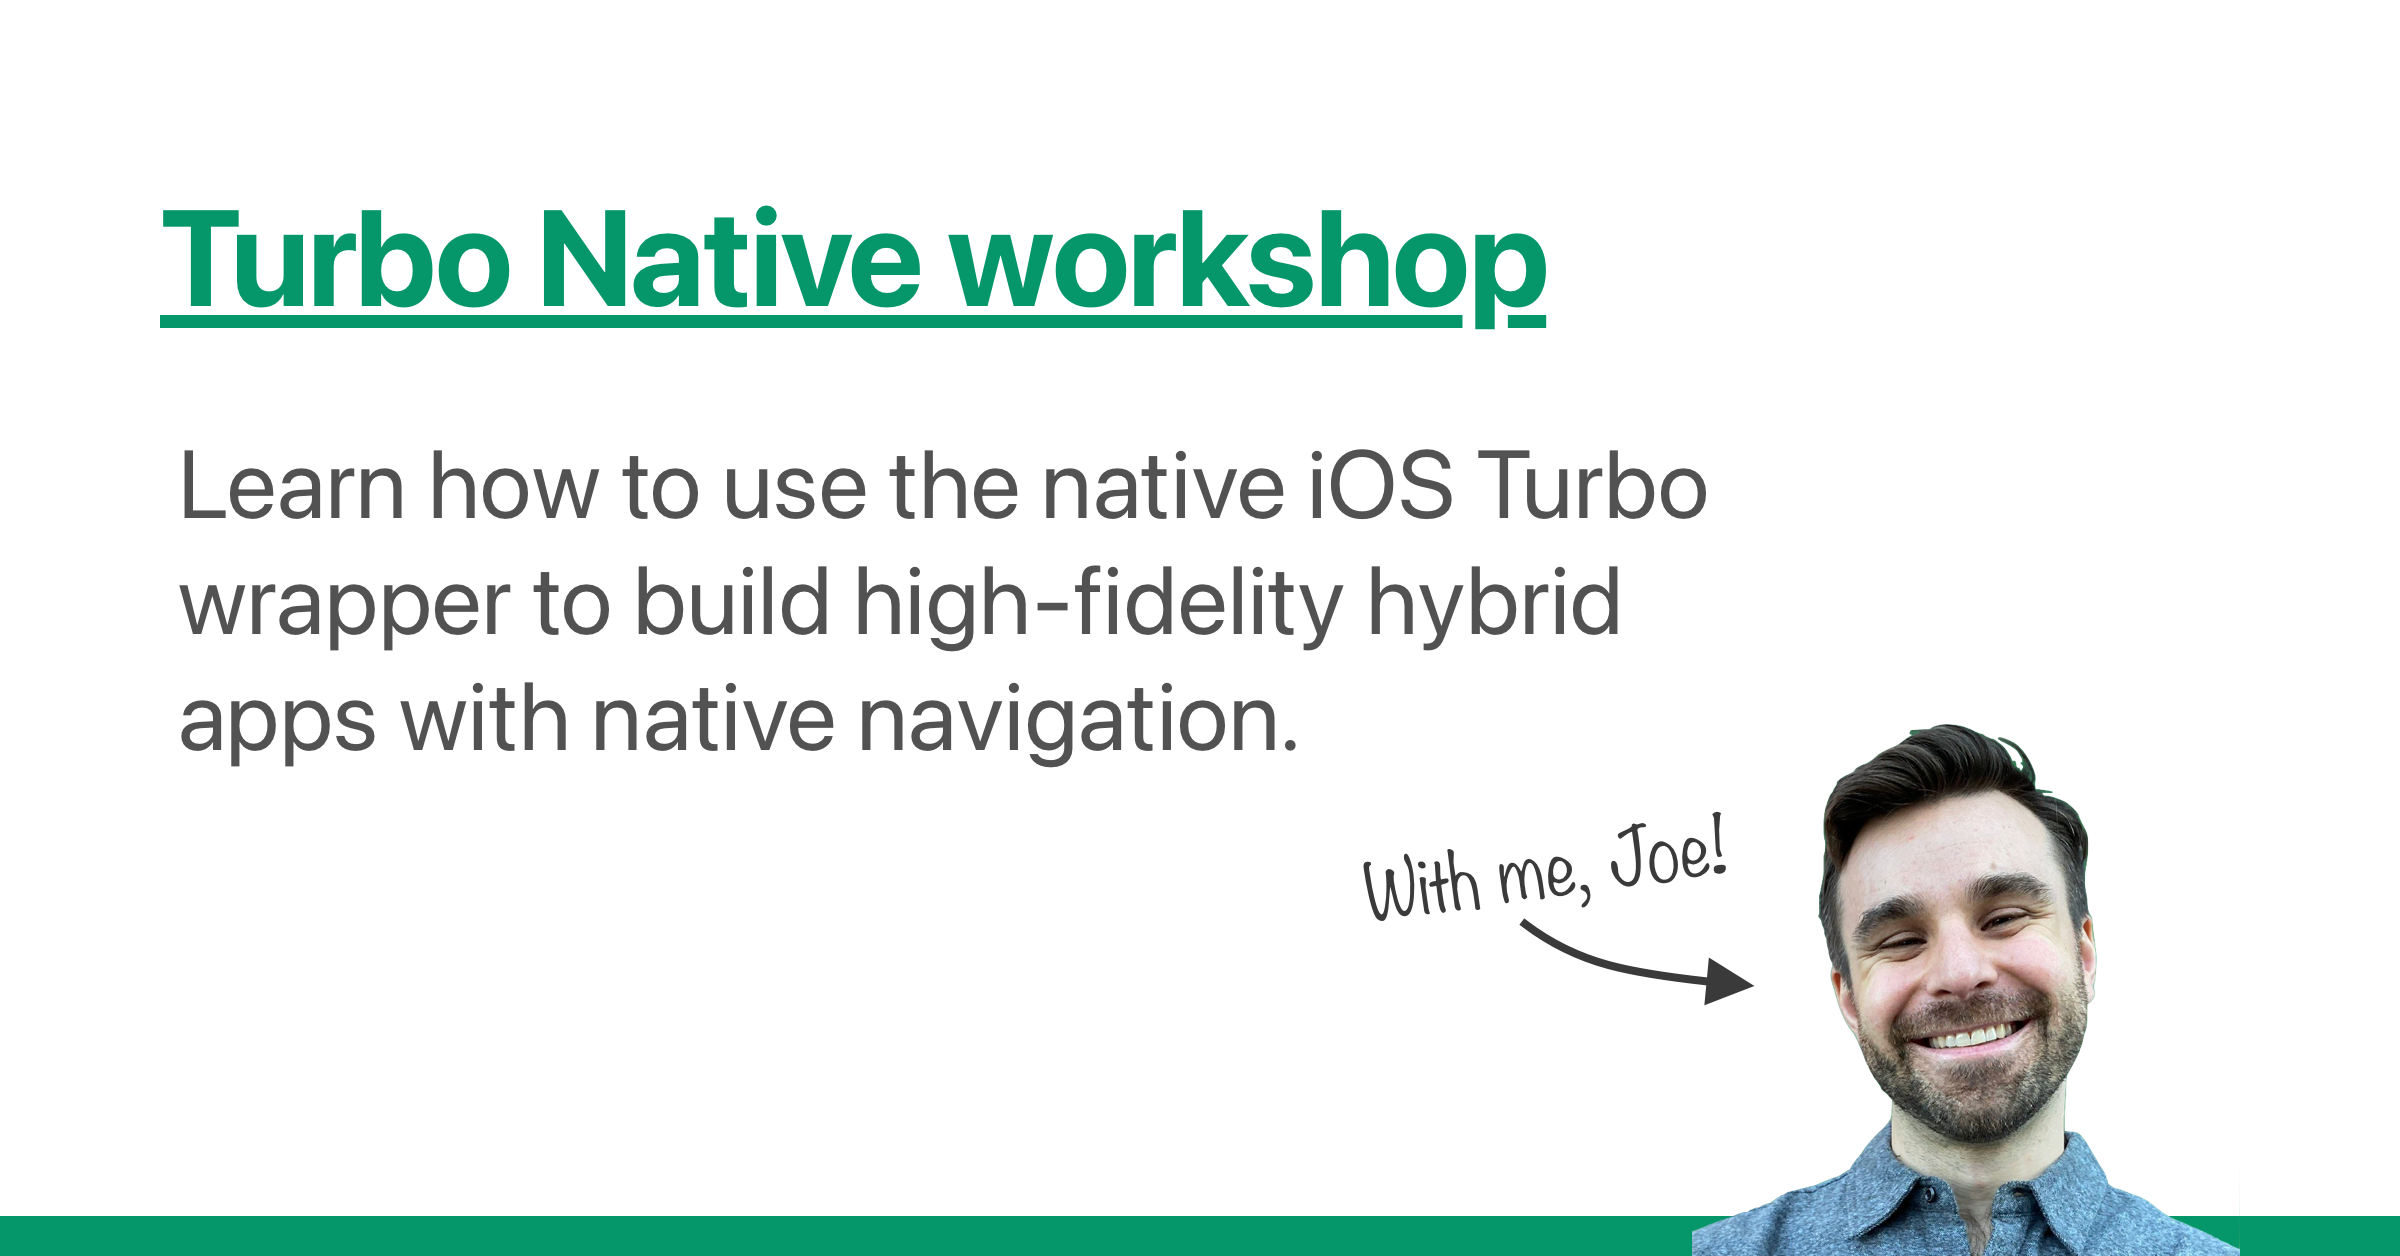 Turbo Native workshop
Learn how to use the native iOS Turbo
wrapper to build high-fidelity hybrid
apps with native navigation.
With me, Joe!